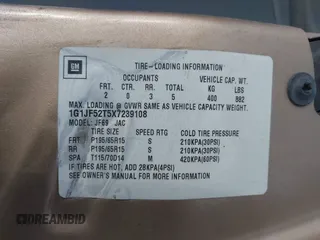 GM
TIRE-LOADING INFORMATION
OCCUPANTS VEHICLE CAP. WT.
FRT. CTR. RR. TOTAL KG LBS
2 0 3 5 400 882
MAX. LOADING @ GVWR SAME AS VEHICLE CAPACITY WEIGHT.
1G1JF52T5X7239108
MODEL: JF69 JAC
TIRE SIZE SPEED RTG COLD TIRE PRESSURE
FRT P195/65R15 S 210KPA(30PSI)
RR P195/65R15 S 210KPA(30PSI)
SPA T115/70D14 M 420KPA(60PSI)
IF TIRES ARE HOT, ADD 28KPA(4PSI)
SEE OWNER'S MANUAL FOR MORE INFORMATION
EPICBID